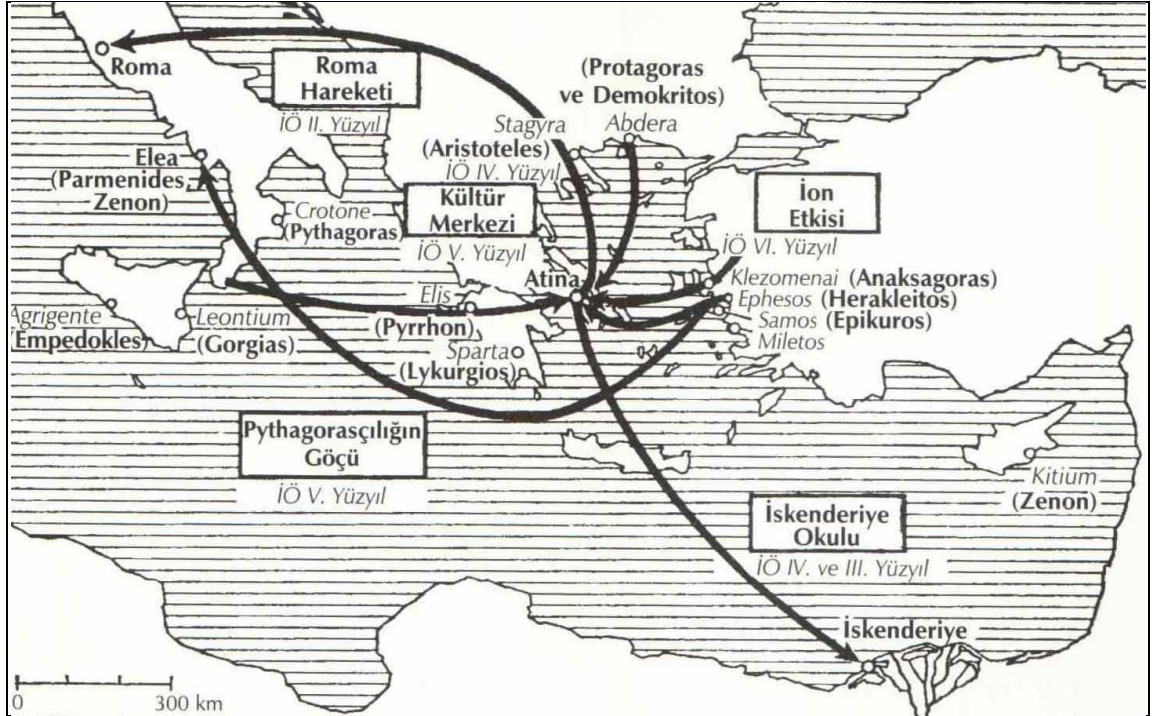 Roma
Roma
Hareketi
İÖ II. Yüzyıl
(Protagoras
ve Demokritos)
Abdera
Stagyra
(Aristoteles)
İÖ IV. Yüzyıl
Elea
(Parmenides,
Zenon)
Crotone
(Pythagoras)
Kültür
Merkezi
İÖ V. Yüzyıl
İon
Etkisi
İÖ VI. Yüzyıl
Atina
Klezomenai (Anaksagoras)
Ephesos (Herakleitos)
Samos (Epikuros)
Miletos
Elis
(Pyrrhon)
Agrigente
(Empedokles)
Leontium
(Gorgias)
Sparta
(Lykurgios)
Pythagorasçılığın
Göçü
İÖ V. Yüzyıl
Kitium
(Zenon)
İskenderiye
Okulu
İÖ IV. ve III. Yüzyıl
İskenderiye
0 300 km